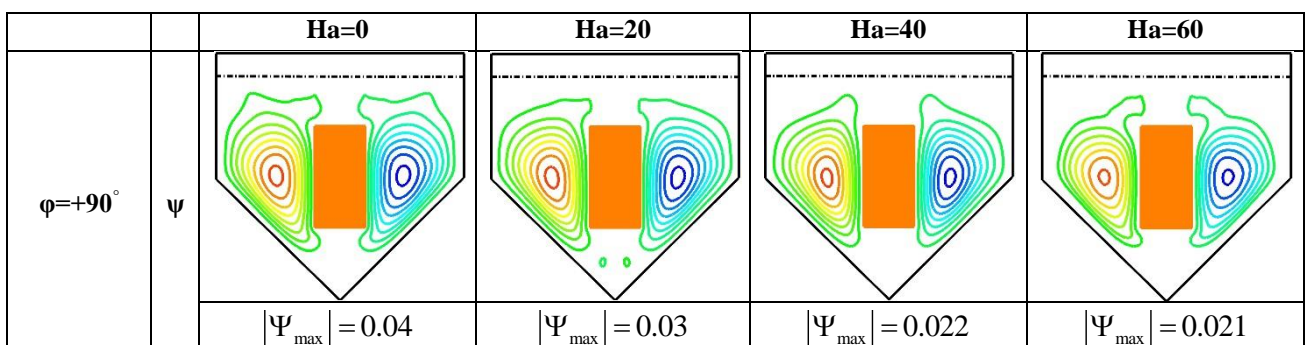 Ha=0 Ha=20 Ha=40 Ha=60
φ=+90° ψ
|Ψmax| = 0.04 |Ψmax| = 0.03 |Ψmax| = 0.022 |Ψmax| = 0.021